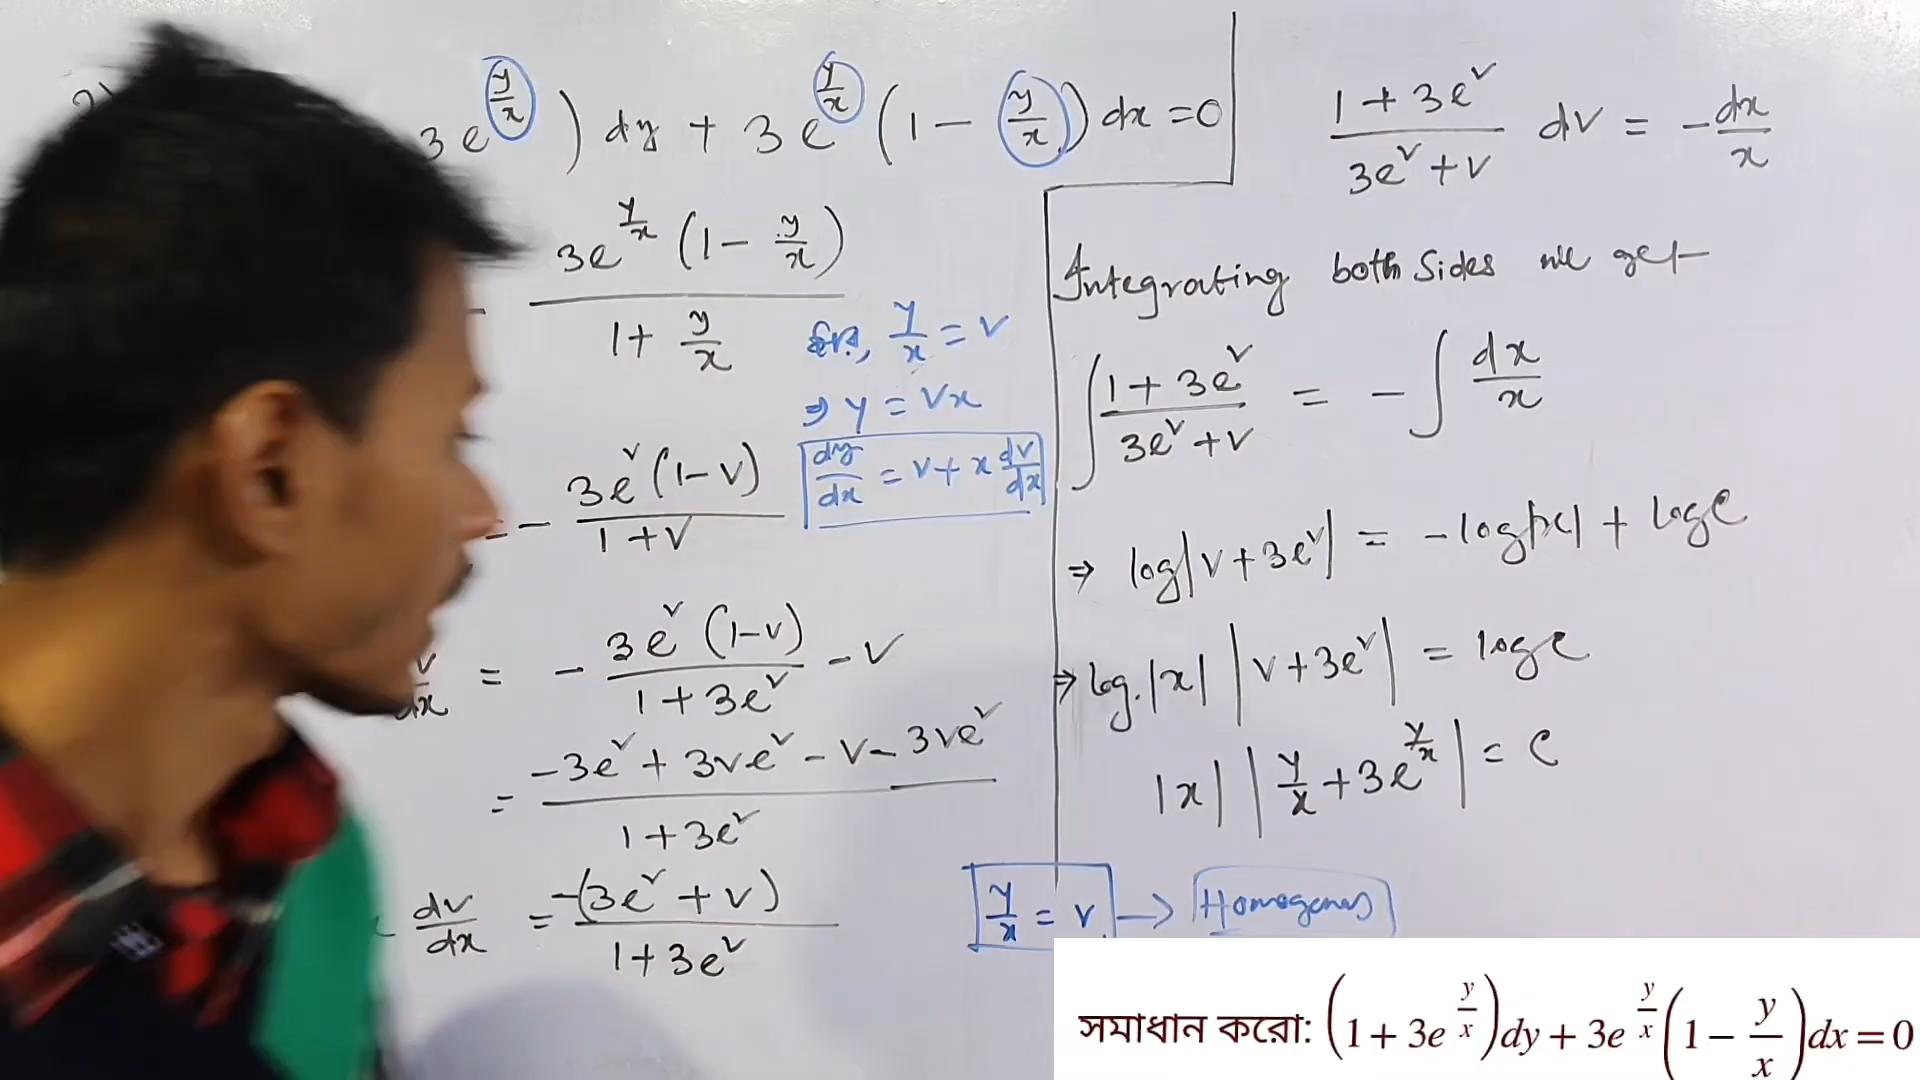 3e^{y/x} ) dy + 3e^{y/x} (1 - y/x) dx = 0
- 3e^{y/x} (1 - y/x) / 1 + y/x
ধরি, y/x = v
⇒ y = vx
dy/dx = v + x dv/dx
= - 3e^v (1 - v) / 1 + v
v/dx = - 3e^v (1-v) / 1 + 3e^v - v
= -3e^v + 3ve^v - v - 3ve^v / 1 + 3e^v
dv/dx = -(3e^v + v) / 1 + 3e^v
1 + 3e^v / 3e^v + v dv = - dx/x
Integrating both sides we get
∫ 1 + 3e^v / 3e^v + v = - ∫ dx/x
⇒ log|v + 3e^v| = - log|x| + log c
⇒ log.|x| |v + 3e^v| = log c
|x| |y/x + 3e^{y/x}| = c
y/x = v → Homogenous
সমাধান করো: (1 + 3e^{y/x}) dy + 3e^{y/x} (1 - y/x) dx = 0